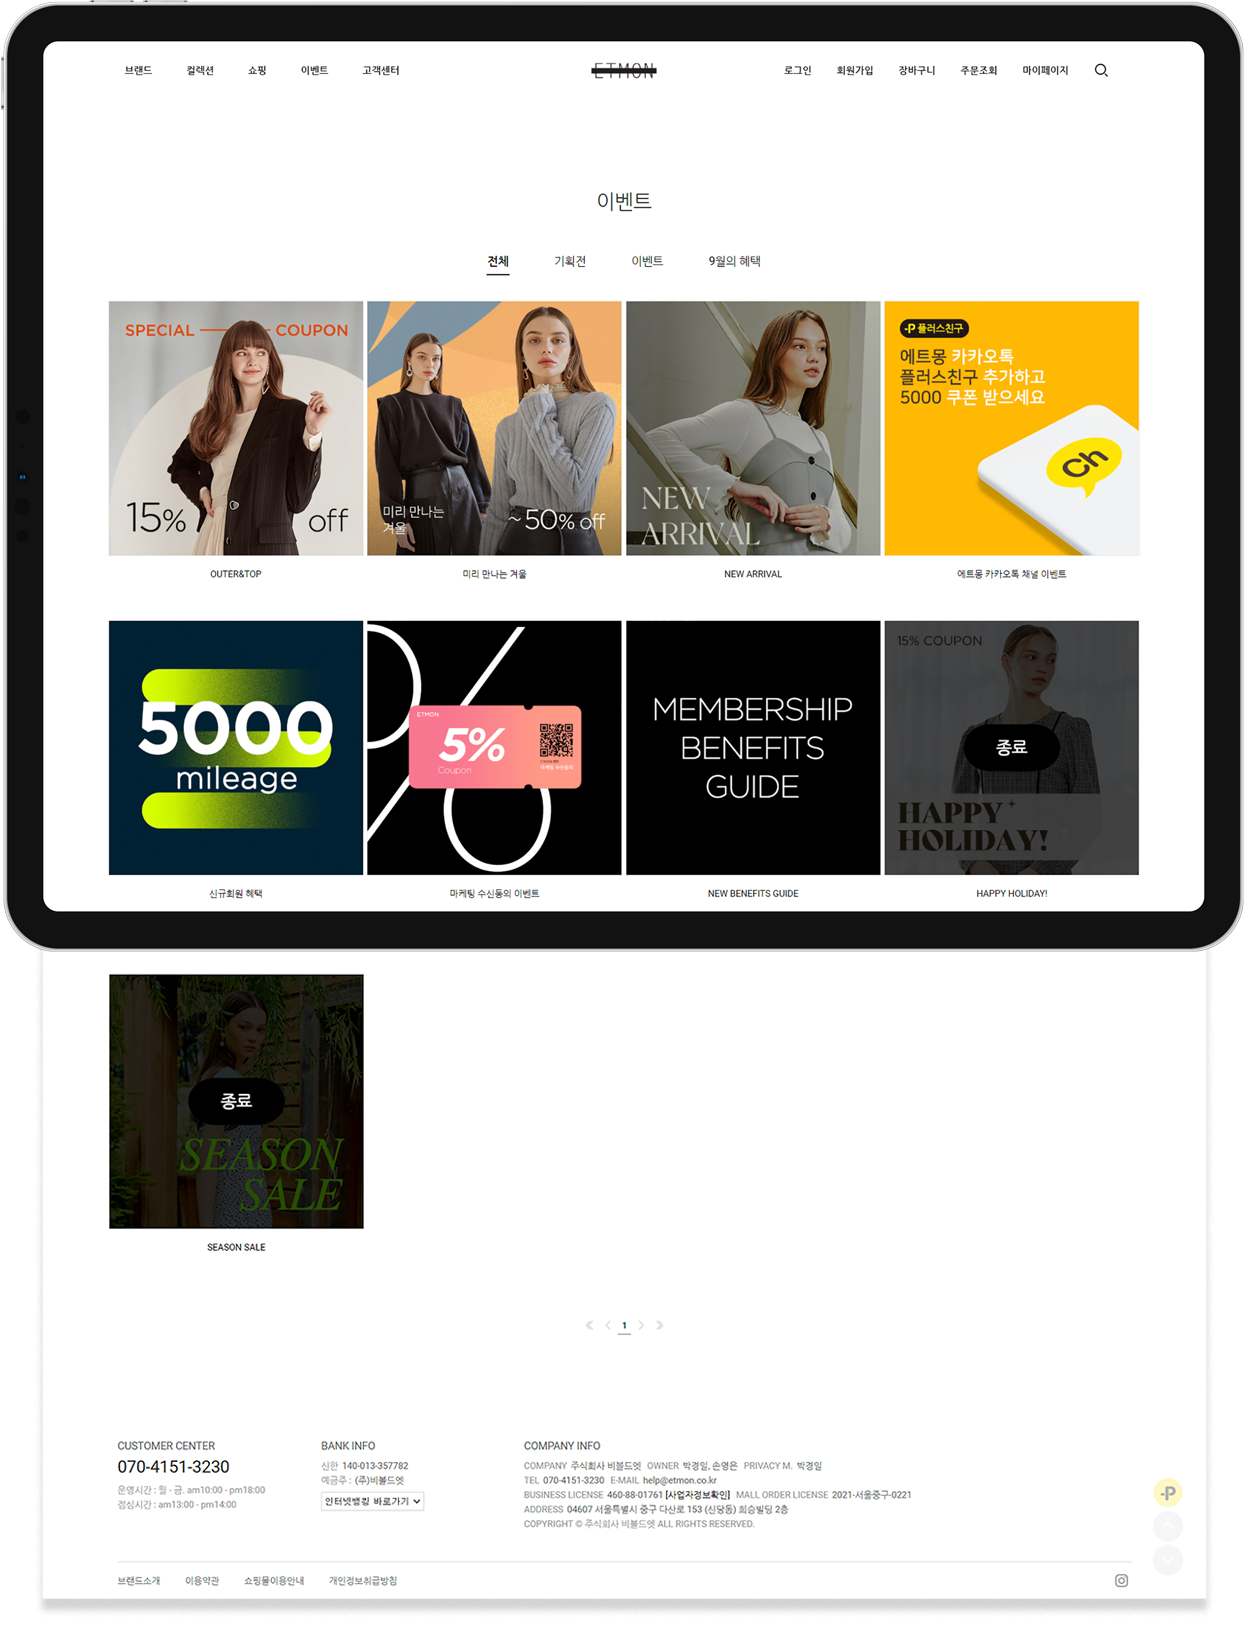 브랜드 컬렉션 쇼핑 이벤트 고객센터 ETMON 로그인 회원가입 장바구니 주문조회 마이페이지
이벤트
전체 기획전 이벤트 9월의 혜택
SPECIAL COUPON
15% off
미리 만나는
겨울
~50% off
NEW
ARRIVAL
-P 플러스친구
에트몽 카카오톡
플러스친구 추가하고
5000 쿠폰 받으세요
Ch
OUTER&TOP
미리 만나는 겨울
NEW ARRIVAL
에트몽 카카오톡 채널 이벤트
5000
mileage
%
ETMON
5%
Coupon
마케팅 수신동의
MEMBERSHIP
BENEFITS
GUIDE
15% COUPON
종료
HAPPY
HOLIDAY!
신규회원 혜택
마케팅 수신동의 이벤트
NEW BENEFITS GUIDE
HAPPY HOLIDAY!
종료
SEASON
SALE
SEASON SALE
1
CUSTOMER CENTER
070-4151-3230
운영시간 : 월 - 금. am10:00 - pm18:00
점심시간 : am13:00 - pm14:00
BANK INFO
신한 140-013-357782
예금주 : (주)비볼드엣
인터넷뱅킹 바로가기
COMPANY INFO
COMPANY 주식회사 비볼드엣 OWNER 박경일, 손영은 PRIVACY M. 박경일
TEL 070-4151-3230 E-MAIL help@etmon.co.kr
BUSINESS LICENSE 460-88-01761 [사업자정보확인] MALL ORDER LICENSE 2021-서울중구-0221
ADDRESS 04607 서울특별시 중구 다산로 153 (신당동) 희승빌딩 2층
COPYRIGHT © 주식회사 비볼드엣 ALL RIGHTS RESERVED.
-P
브랜드소개 이용약관 쇼핑몰이용안내 개인정보취급방침